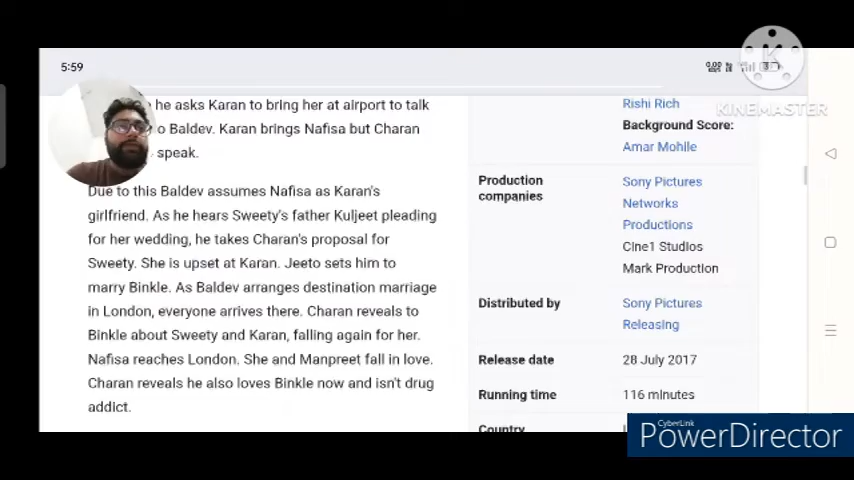 5:59
KINEMASTER
he asks Karan to bring her at airport to talk
o Baldev. Karan brings Nafisa but Charan
speak.
Due to this Baldev assumes Nafisa as Karan's
girlfriend. As he hears Sweety's father Kuljeet pleading
for her wedding, he takes Charan's proposal for
Sweety. She is upset at Karan. Jeeto sets him to
marry Binkle. As Baldev arranges destination marriage
in London, everyone arrives there. Charan reveals to
Binkle about Sweety and Karan, falling again for her.
Nafisa reaches London. She and Manpreet fall in love.
Charan reveals he also loves Binkle now and isn't drug
addict.
Rishi Rich
Background Score:
Amar Mohile
Production
companies
Sony Pictures
Networks
Productions
Cine1 Studios
Mark Production
Distributed by
Sony Pictures
Releasing
Release date
28 July 2017
Running time
116 minutes
Country
CyberLink
PowerDirector